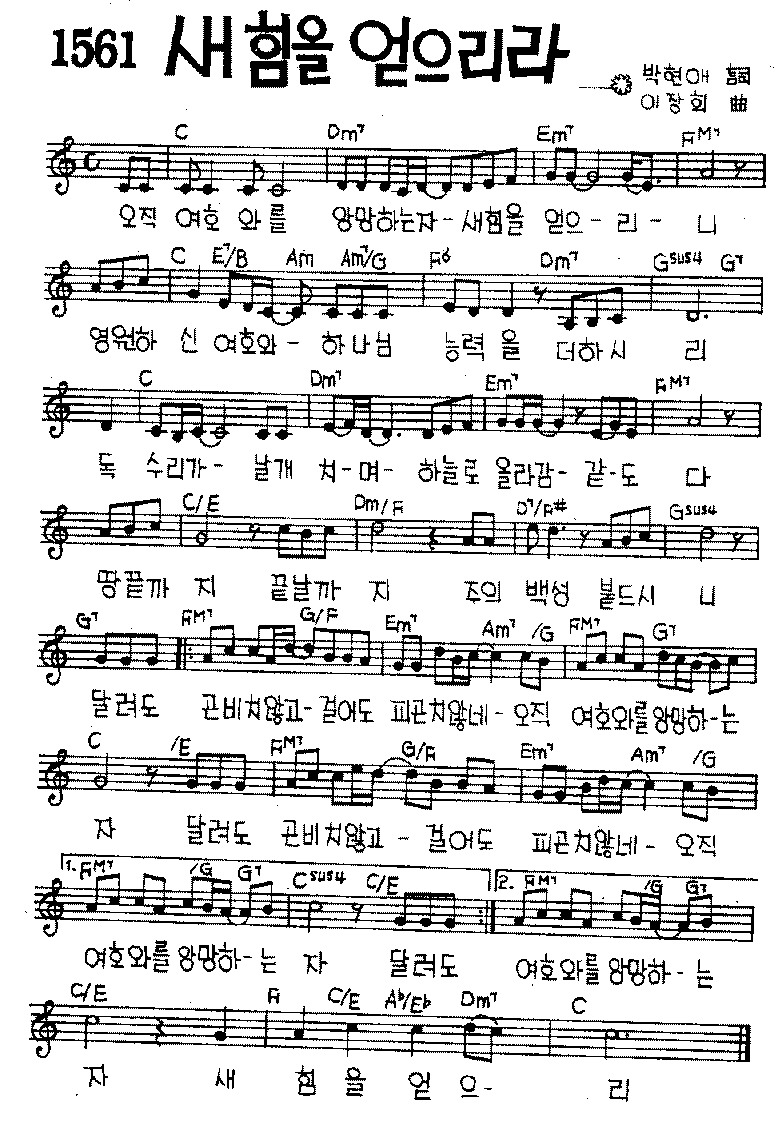 1561 새 힘을 얻으리라
박현애 詞
이장희 曲
C Dm7 Em7 FM7
오직 여호 와를 앙망하는자-새힘을 얻으-리- 니
C E7/B Am Am7/G F6 Dm7 Gsus4 G7
영원하 신 여호와- 하나님 능력 을 더하시 리
C Dm7 Em7 FM7
독 수리가- 날개 치-며- 하늘로 올라감- 같-도 다
C/E Dm/F D7/F# Gsus4
땅끝까 지 끝날까 지 주의 백성 붙드시 니
G7 FM7 G/F Em7 Am7 /G FM7 G7
달려도 곤비치않고-걸어도 피곤치않네-오직 여호와를앙망하-는
C /E FM7 G/F Em7 Am7 /G
자 달려도 곤비치않고-걸어도 피곤치않네-오직
1. FM7 /G G7 Csus4 C/E 2. FM7 /G G7
여호와를앙망하-는 자 달려도 여호와를앙망하-는
C/E F C/E Ab/Eb Dm7 C
자 새 힘 을 얻 으- 리